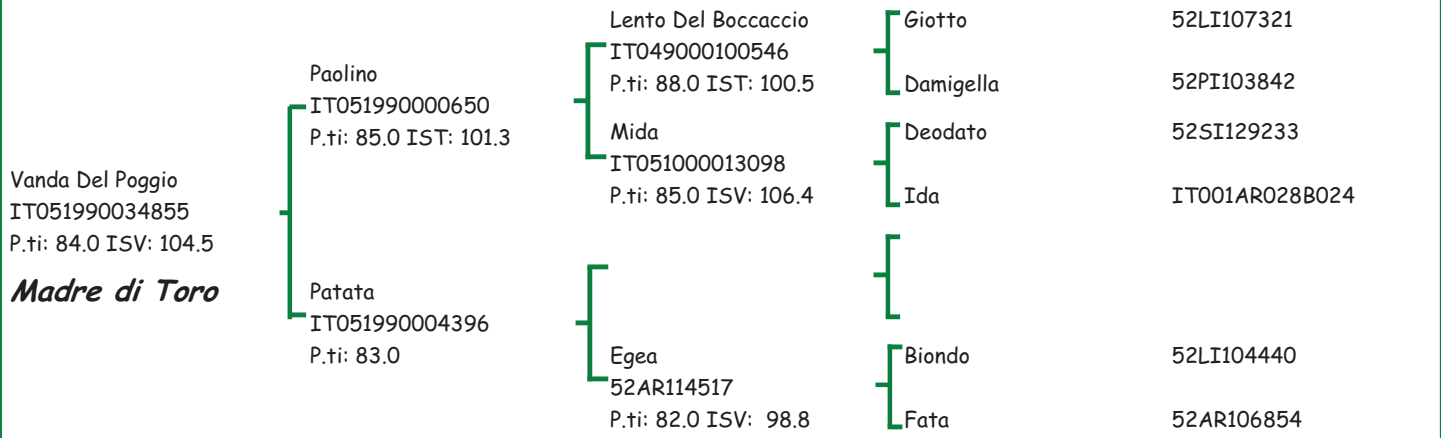 Vanda Del Poggio
IT051990034855
P.ti: 84.0 ISV: 104.5
Madre di Toro
Paolino
IT051990000650
P.ti: 85.0 IST: 101.3
Patata
IT051990004396
P.ti: 83.0
Lento Del Boccaccio
IT049000100546
P.ti: 88.0 IST: 100.5
Mida
IT051000013098
P.ti: 85.0 ISV: 106.4
Egea
52AR114517
P.ti: 82.0 ISV: 98.8
Giotto 52LI107321
Damigella 52PI103842
Deodato 52SI129233
Ida IT001AR028B024
Biondo 52LI104440
Fata 52AR106854